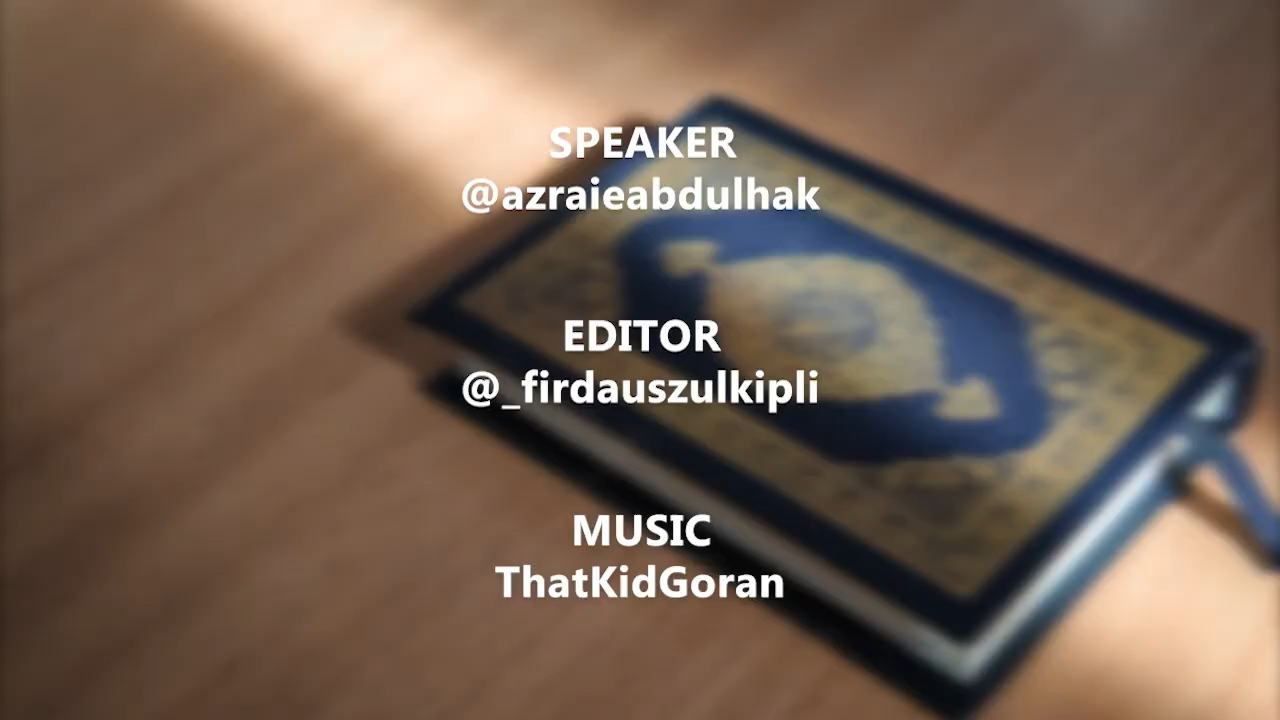 SPEAKER
@azraieabdulhak
EDITOR
@_firdauszulkipli
MUSIC
ThatKidGoran